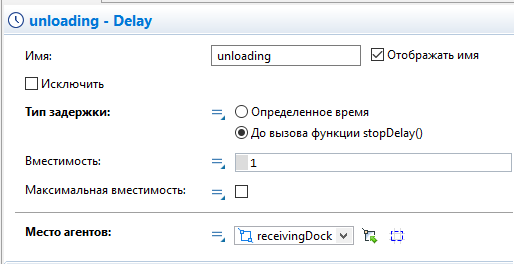 unloading - Delay
Имя: unloading Отображать имя
Исключить
Тип задержки: Определенное время
До вызова функции stopDelay()
Вместимость: 1
Максимальная вместимость:
Место агентов: receivingDock